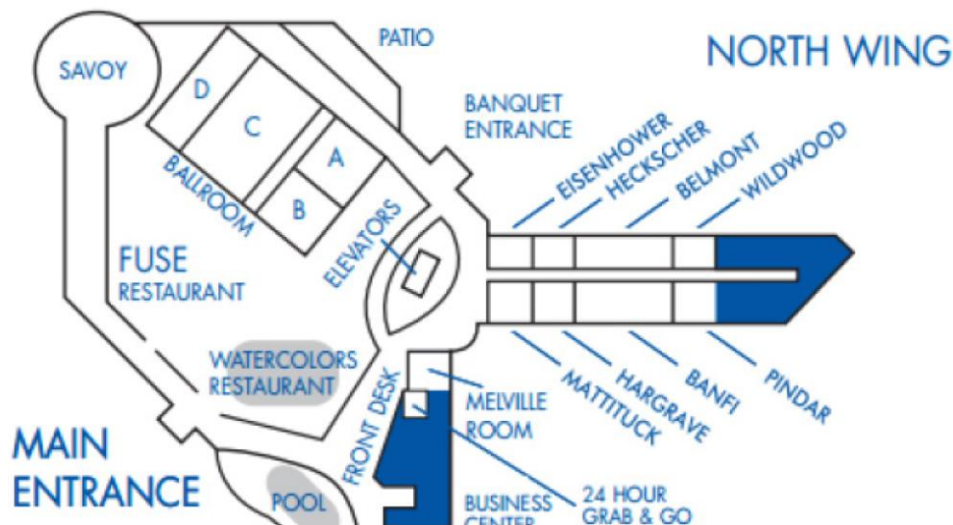 PATIO
NORTH WING
SAVOY
D
C
A
B
BALLROOM
BANQUET
ENTRANCE
EISENHOWER
HECKSCHER
BELMONT
WILDWOOD
ELEVATORS
FUSE
RESTAURANT
WATERCOLORS
RESTAURANT
FRONT DESK
MELVILLE
ROOM
MATTITUCK
HARGRAVE
BANFI
PINDAR
MAIN
ENTRANCE
POOL
BUSINESS
CENTER
24 HOUR
GRAB & GO